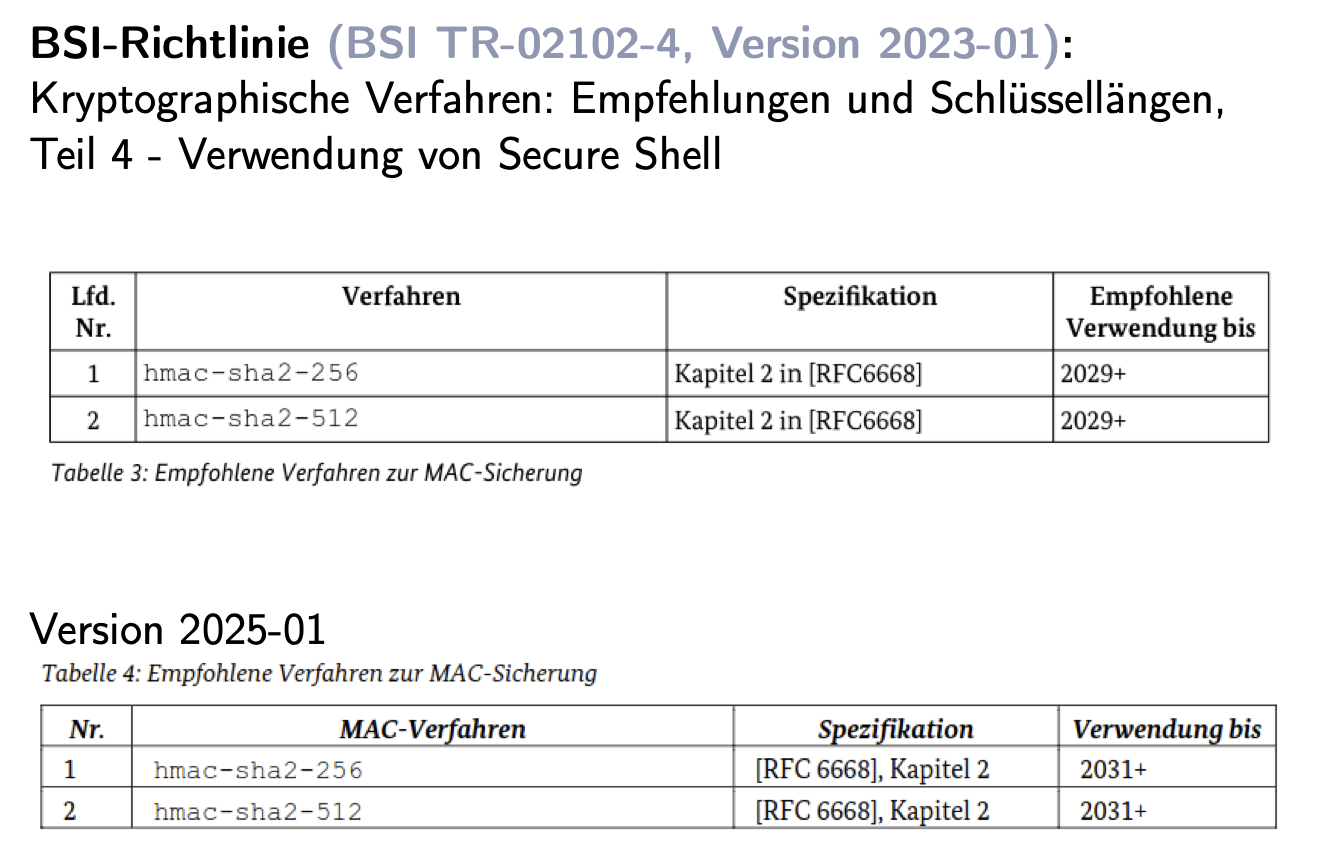 BSI-Richtlinie (BSI TR-02102-4, Version 2023-01):
Kryptographische Verfahren: Empfehlungen und Schlüssellängen,
Teil 4 - Verwendung von Secure Shell
Lfd. Nr. Verfahren Spezifikation Empfohlene Verwendung bis
1 hmac-sha2-256 Kapitel 2 in [RFC6668] 2029+
2 hmac-sha2-512 Kapitel 2 in [RFC6668] 2029+
Tabelle 3: Empfohlene Verfahren zur MAC-Sicherung
Version 2025-01
Tabelle 4: Empfohlene Verfahren zur MAC-Sicherung
Nr. MAC-Verfahren Spezifikation Verwendung bis
1 hmac-sha2-256 [RFC 6668], Kapitel 2 2031+
2 hmac-sha2-512 [RFC 6668], Kapitel 2 2031+